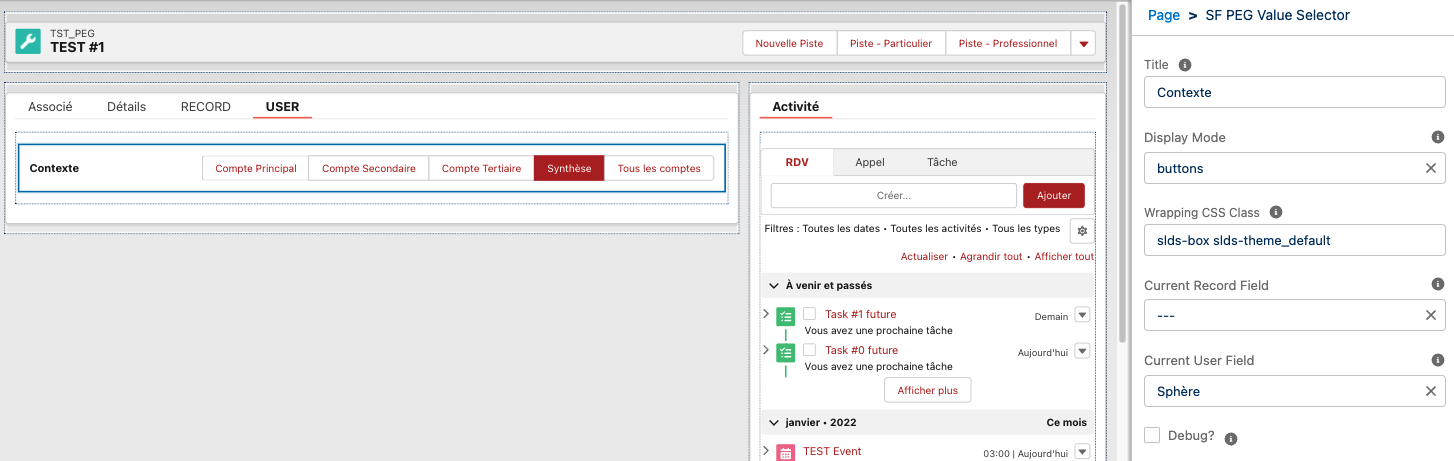 TST_PEG
TEST #1
Nouvelle Piste
Piste - Particulier
Piste - Professionnel
Associé
Détails
RECORD
USER
Contexte
Compte Principal
Compte Secondaire
Compte Tertiaire
Synthèse
Tous les comptes
Activité
RDV
Appel
Tâche
Créer...
Ajouter
Filtres : Toutes les dates • Toutes les activités • Tous les types
Actualiser • Agrandir tout • Afficher tout
À venir et passés
Task #1 future
Demain
Vous avez une prochaine tâche
Task #0 future
Aujourd'hui
Vous avez une prochaine tâche
Afficher plus
janvier • 2022
Ce mois
TEST Event
03:00 | Aujourd'hui
Page > SF PEG Value Selector
Title
Contexte
Display Mode
buttons
Wrapping CSS Class
slds-box slds-theme_default
Current Record Field
---
Current User Field
Sphère
Debug?